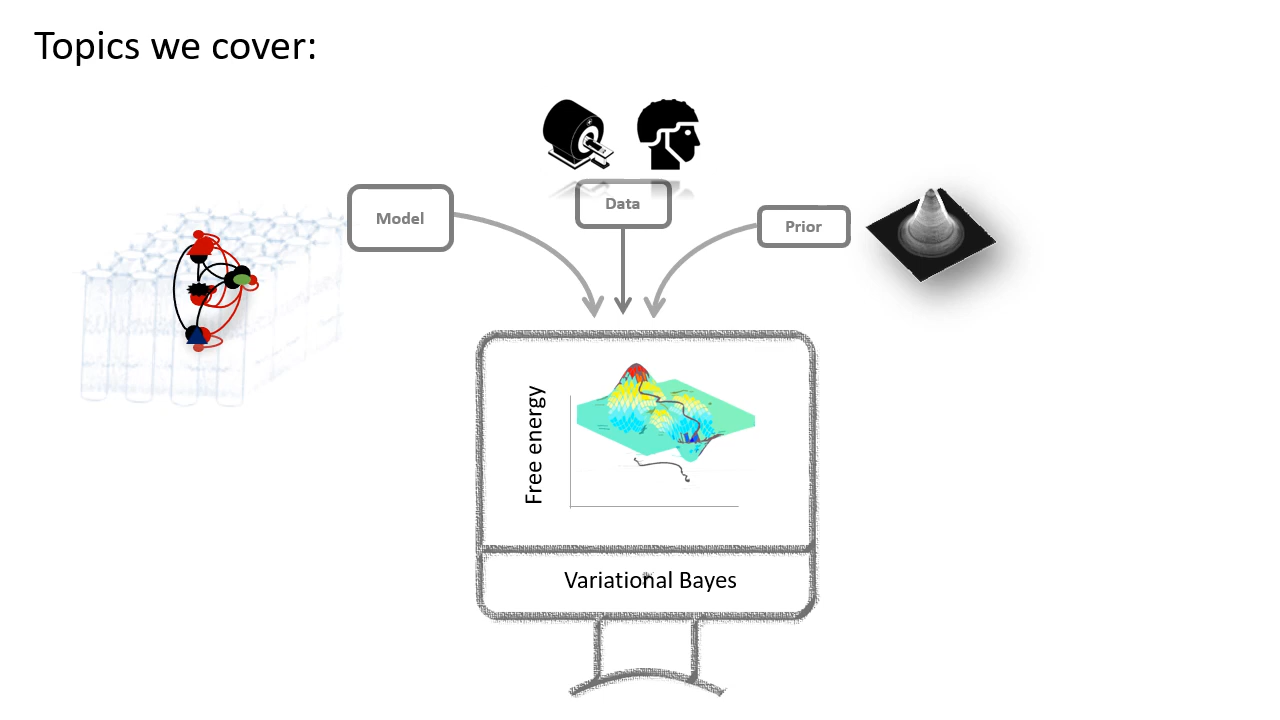 Topics we cover:
Model
Data
Prior
Free energy
Variational Bayes